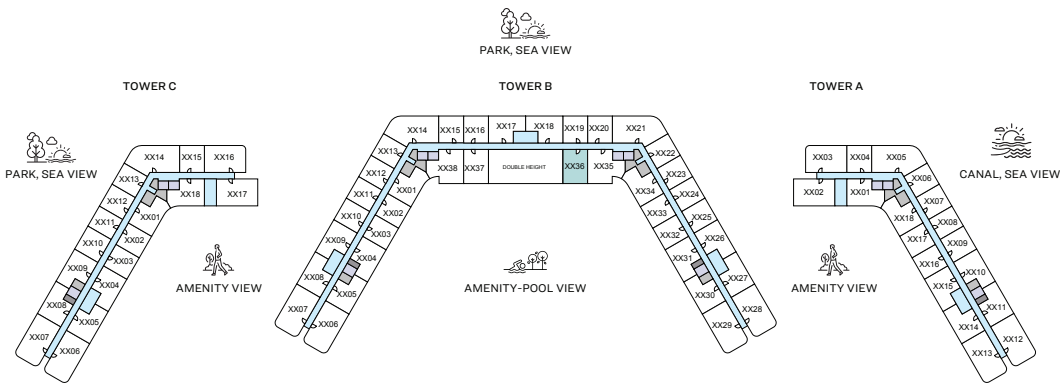 PARK, SEA VIEW
TOWER C
TOWER B
TOWER A
PARK, SEA VIEW
CANAL, SEA VIEW
AMENITY VIEW
AMENITY-POOL VIEW
AMENITY VIEW
XX14
XX15
XX16
XX13
XX18
XX17
XX12
XX01
XX11
XX02
XX10
XX03
XX09
XX04
XX08
XX05
XX07
XX06
XX14
XX15
XX16
XX17
XX18
XX19
XX20
XX21
XX13
XX38
XX37
DOUBLE HEIGHT
XX36
XX35
XX22
XX12
XX01
XX34
XX23
XX11
XX02
XX33
XX24
XX10
XX03
XX32
XX25
XX09
XX04
XX31
XX26
XX08
XX05
XX30
XX27
XX07
XX06
XX29
XX28
XX03
XX04
XX05
XX02
XX01
XX06
XX18
XX07
XX17
XX08
XX16
XX09
XX15
XX10
XX14
XX11
XX13
XX12